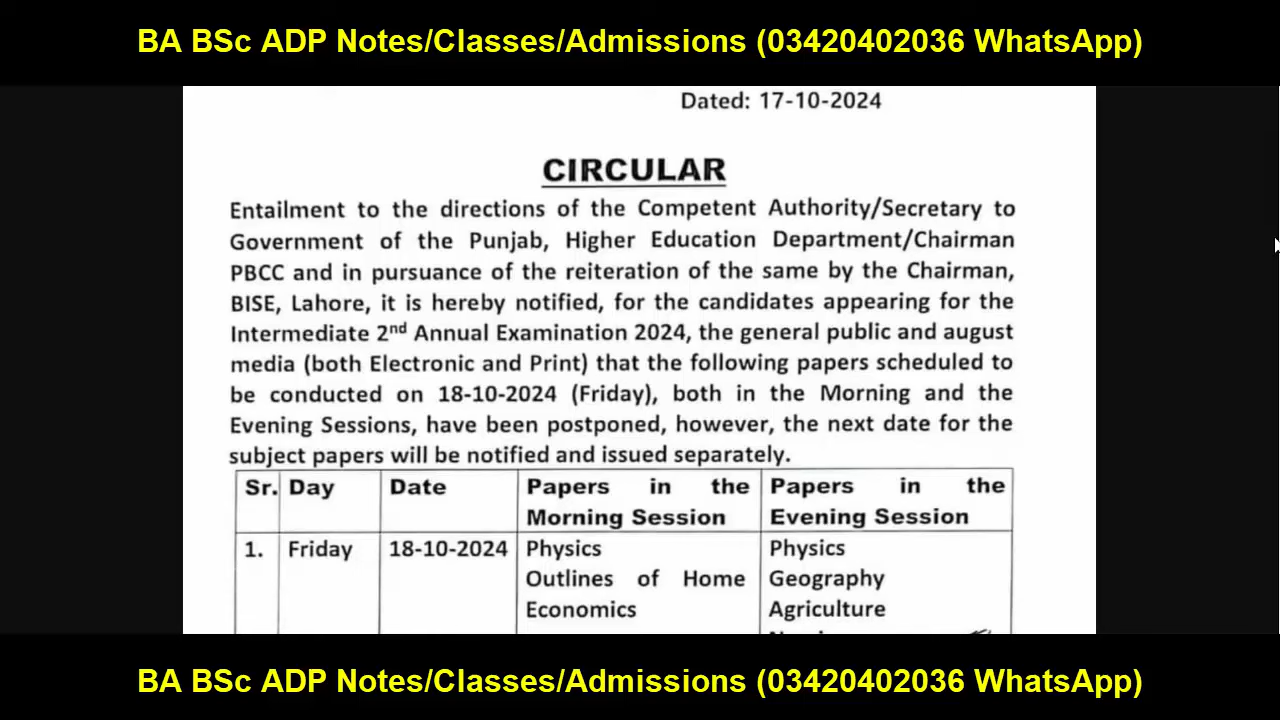 BA BSc ADP Notes/Classes/Admissions (03420402036 WhatsApp)
Dated: 17-10-2024
CIRCULAR
Entailment to the directions of the Competent Authority/Secretary to
Government of the Punjab, Higher Education Department/Chairman
PBCC and in pursuance of the reiteration of the same by the Chairman,
BISE, Lahore, it is hereby notified, for the candidates appearing for the
Intermediate 2nd Annual Examination 2024, the general public and august
media (both Electronic and Print) that the following papers scheduled to
be conducted on 18-10-2024 (Friday), both in the Morning and the
Evening Sessions, have been postponed, however, the next date for the
subject papers will be notified and issued separately.
Sr. Day Date Papers in the Papers in the
Morning Session Evening Session
1. Friday 18-10-2024 Physics Physics
Outlines of Home Geography
Economics Agriculture
BA BSc ADP Notes/Classes/Admissions (03420402036 WhatsApp)